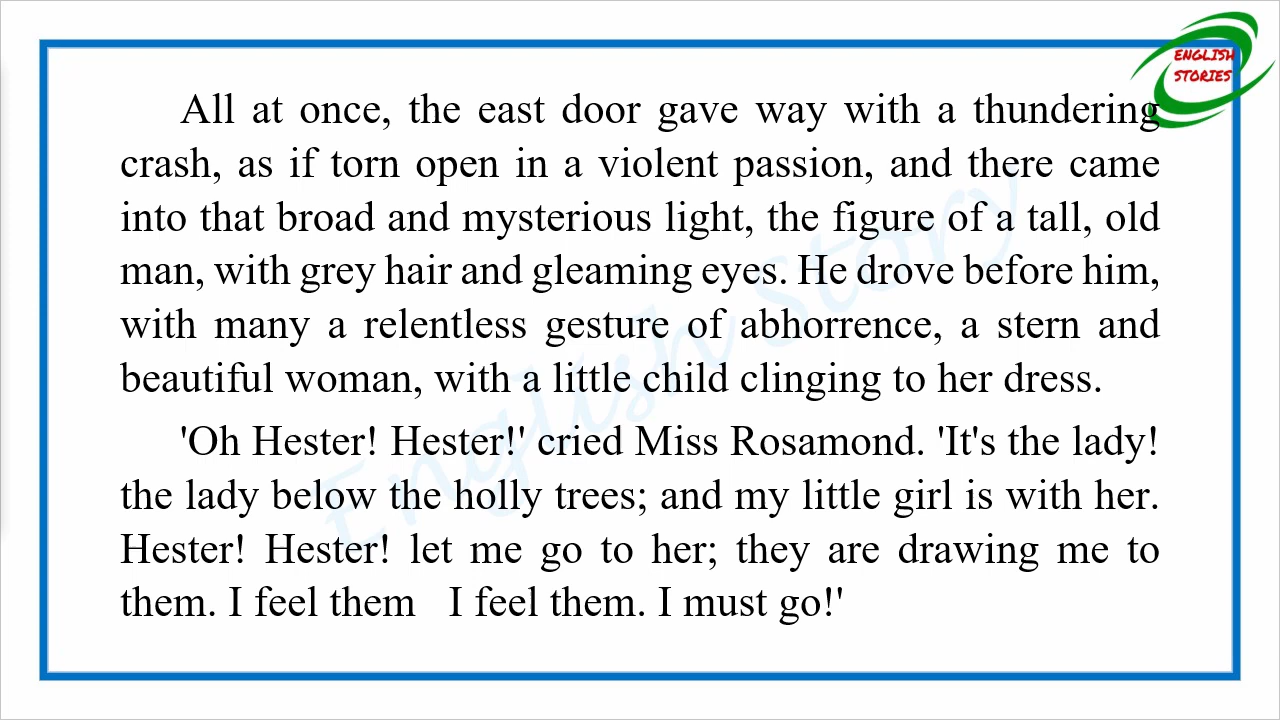 ENGLISH
STORIES
All at once, the east door gave way with a thundering
crash, as if torn open in a violent passion, and there came
into that broad and mysterious light, the figure of a tall, old
man, with grey hair and gleaming eyes. He drove before him,
with many a relentless gesture of abhorrence, a stern and
beautiful woman, with a little child clinging to her dress.
'Oh Hester! Hester!' cried Miss Rosamond. 'It's the lady!
the lady below the holly trees; and my little girl is with her.
Hester! Hester! let me go to her; they are drawing me to
them. I feel them   I feel them. I must go!'
English Story